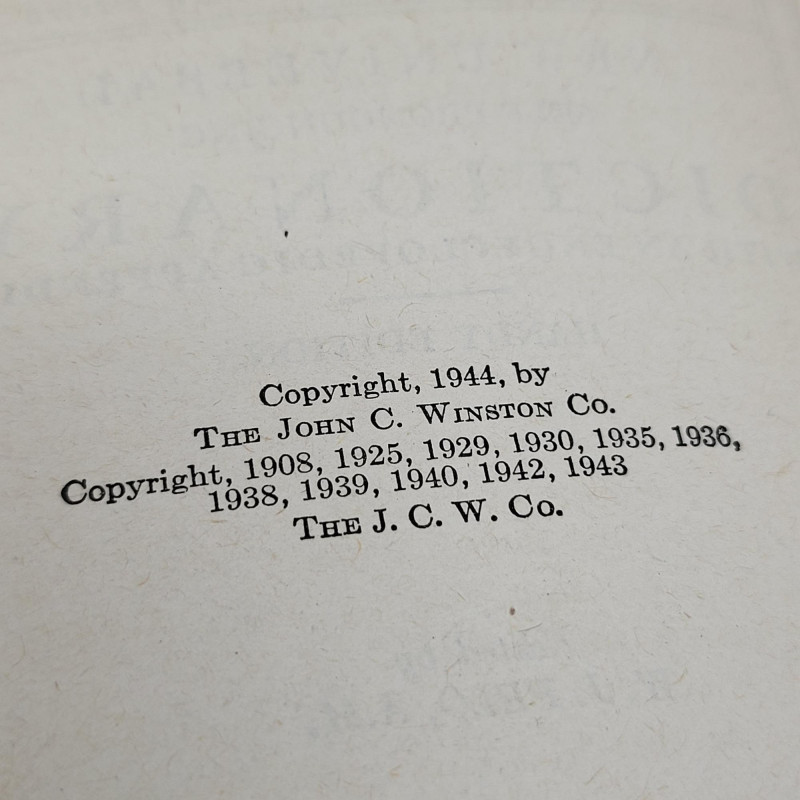 Copyright, 1944, by
THE JOHN C. WINSTON CO.
Copyright, 1908, 1925, 1929, 1930, 1935, 1936,
1938, 1939, 1940, 1942, 1943
THE J. C. W. CO.